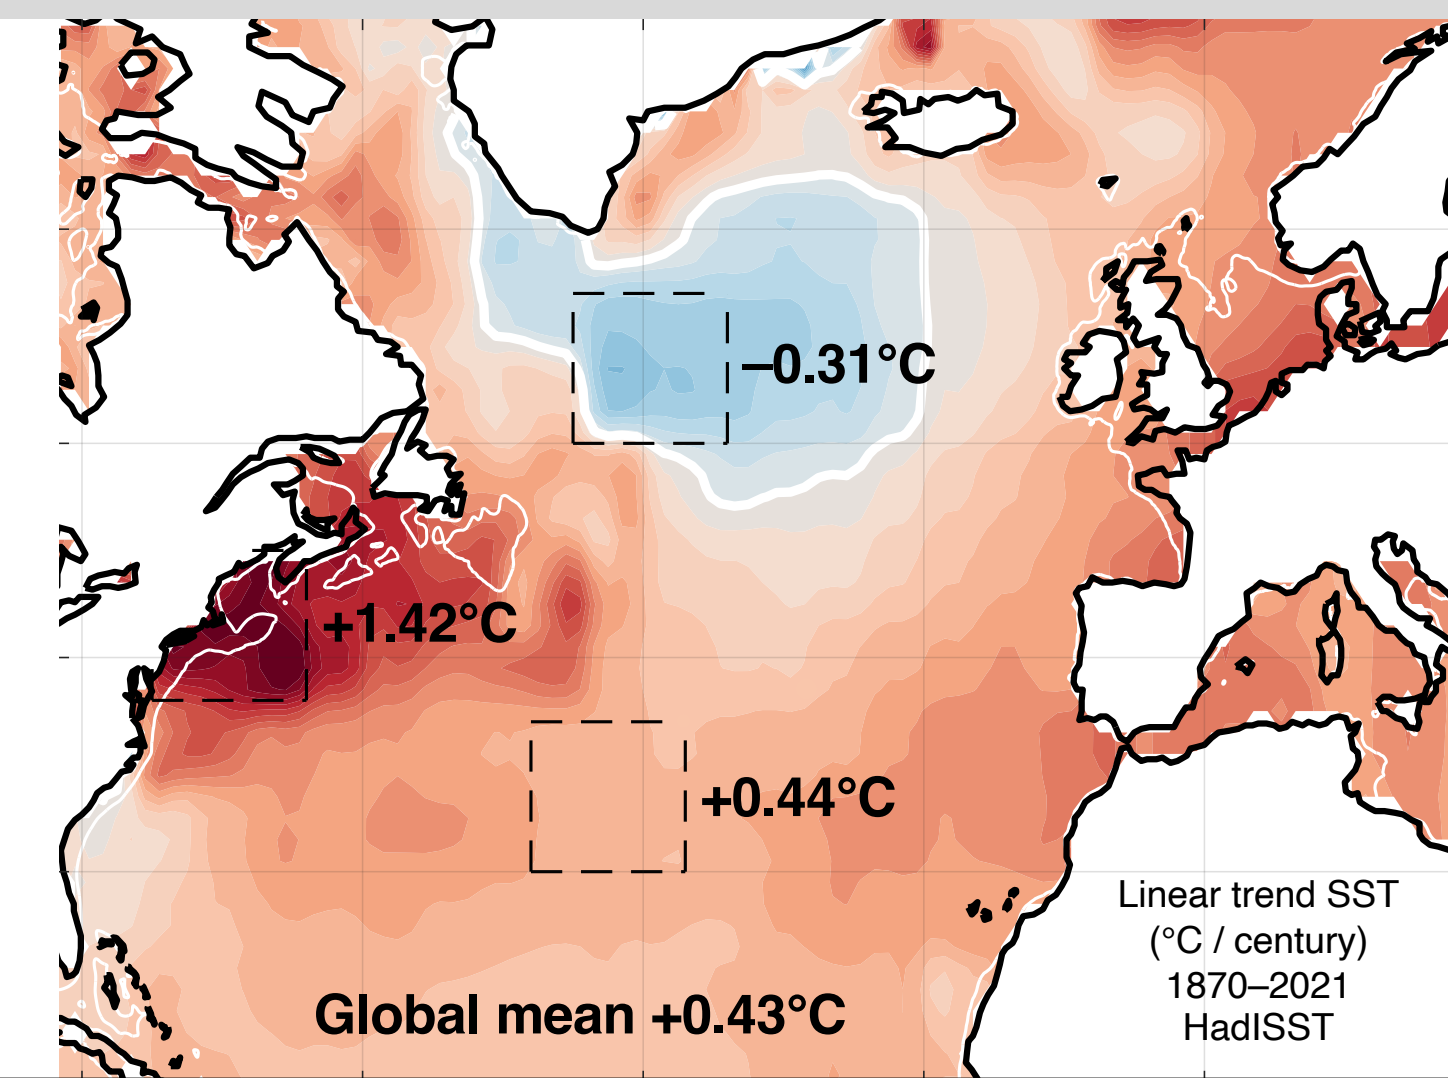 –0.31°C
+1.42°C
+0.44°C
Linear trend SST
(°C / century)
1870–2021
HadISST
Global mean +0.43°C